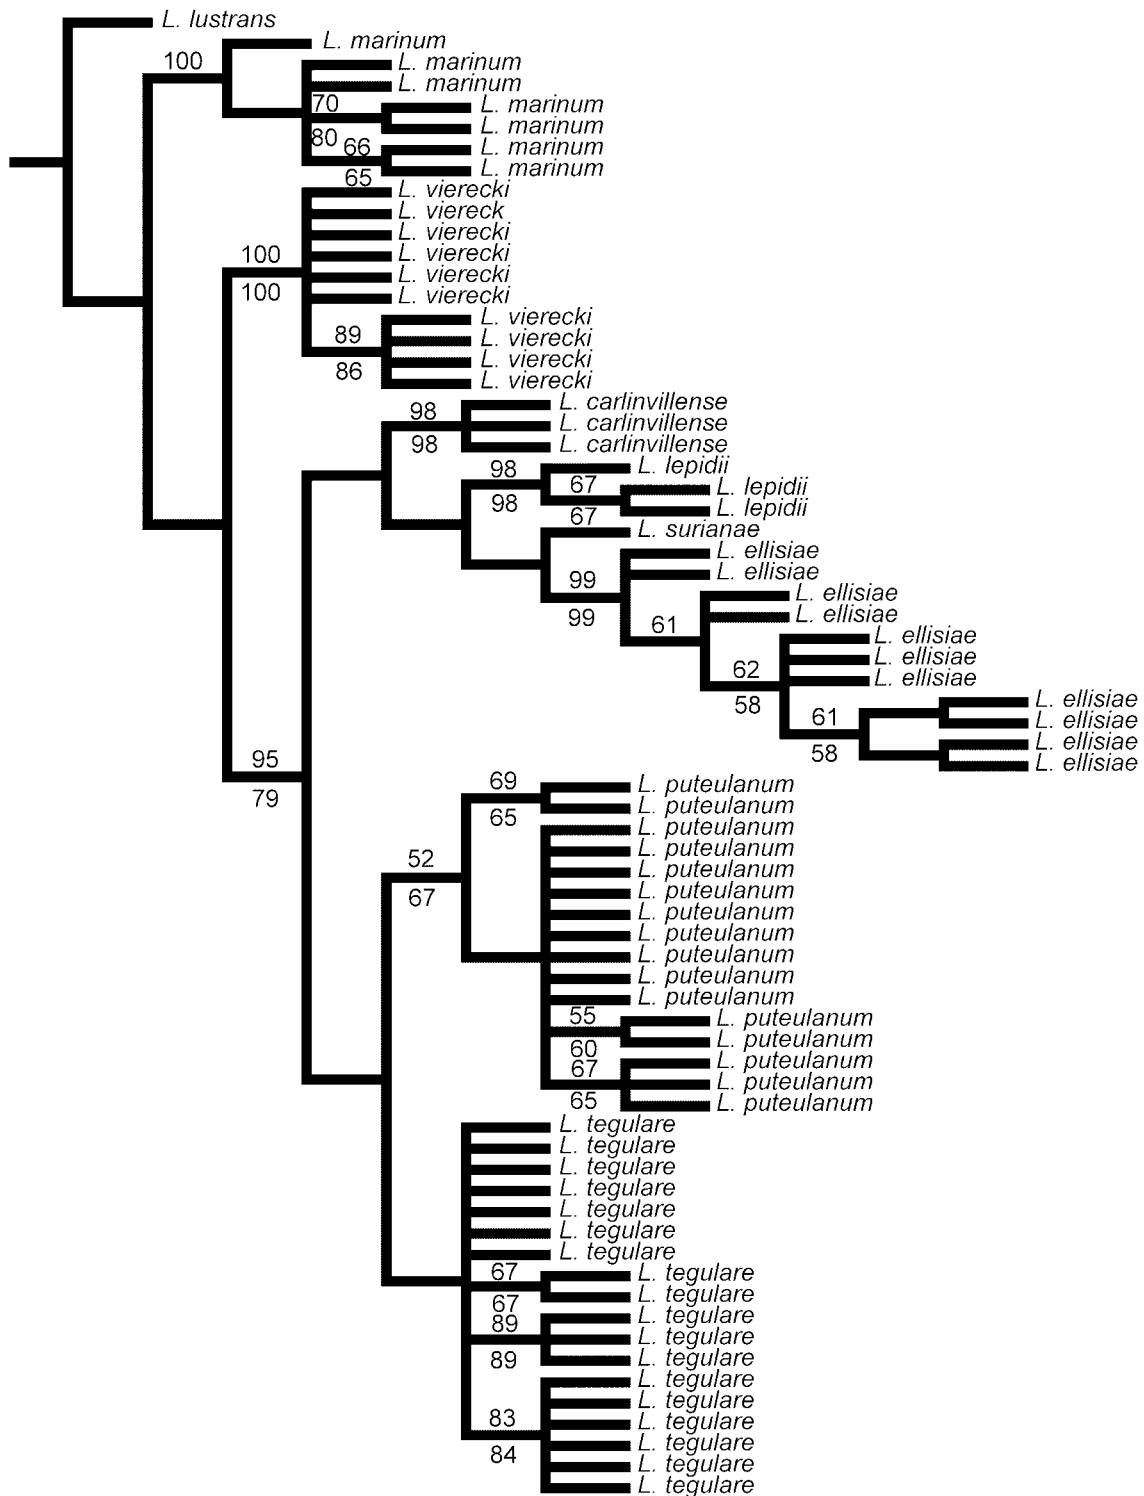 L. lustrans
L. marinum
100
L. marinum
L. marinum
70
L. marinum
L. marinum
80
66
L. marinum
L. marinum
65
L. vierecki
L. viereck
L. vierecki
100
L. vierecki
L. vierecki
100
L. vierecki
L. vierecki
89
L. vierecki
L. vierecki
86
L. vierecki
L. carlinvillense
98
L. carlinvillense
98
L. carlinvillense
98
L. lepidii
67
L. lepidii
98
L. lepidii
67
L. surianae
L. ellisiae
99
L. ellisiae
L. ellisiae
99
L. ellisiae
61
L. ellisiae
L. ellisiae
62
L. ellisiae
58
L. ellisiae
61
L. ellisiae
L. ellisiae
58
L. ellisiae
95
79
69
L. puteulanum
L. puteulanum
65
L. puteulanum
L. puteulanum
52
L. puteulanum
L. puteulanum
67
L. puteulanum
L. puteulanum
L. puteulanum
L. puteulanum
L. puteulanum
55
L. puteulanum
L. puteulanum
60
67
L. puteulanum
L. puteulanum
65
L. puteulanum
L. tegulare
L. tegulare
L. tegulare
L. tegulare
L. tegulare
L. tegulare
L. tegulare
67
L. tegulare
L. tegulare
67
89
L. tegulare
L. tegulare
89
L. tegulare
L. tegulare
L. tegulare
83
L. tegulare
L. tegulare
84
L. tegulare
L. tegulare